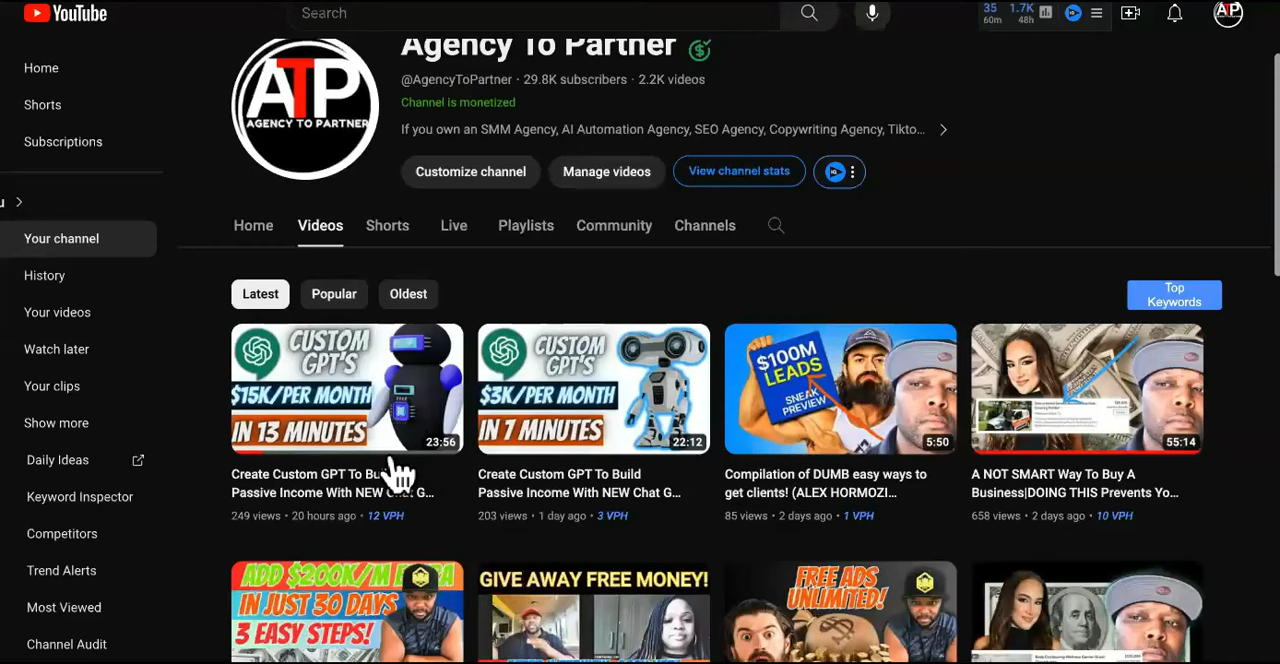 YouTube
Search
35 60m 1.7K 48h
ATP
Home
Shorts
Subscriptions
Your channel
History
Your videos
Watch later
Your clips
Show more
Daily Ideas
Keyword Inspector
Competitors
Trend Alerts
Most Viewed
Channel Audit
ATP
AGENCY TO PARTNER
Agency To Partner
@AgencyToPartner · 29.8K subscribers · 2.2K videos
Channel is monetized
If you own an SMM Agency, AI Automation Agency, SEO Agency, Copywriting Agency, Tikto...
Customize channel Manage videos View channel stats
Home Videos Shorts Live Playlists Community Channels
Latest Popular Oldest
Top
Keywords
CUSTOM
GPT'S
$15K/PER MONTH
IN 13 MINUTES
23:56
Create Custom GPT To Bu
Passive Income With NEW Chat G...
249 views · 20 hours ago · 12 VPH
CUSTOM
GPT'S
$3K/PER MONTH
IN 7 MINUTES
22:12
Create Custom GPT To Build
Passive Income With NEW Chat G...
203 views · 1 day ago · 3 VPH
$100M
LEADS
SNEAK
PREVIEW
5:50
Compilation of DUMB easy ways to
get clients! (ALEX HORMOZI...
85 views · 2 days ago · 1 VPH
55:14
A NOT SMART Way To Buy A
Business|DOING THIS Prevents Yo...
658 views · 2 days ago · 10 VPH
ADD $200K/M EXTRA
IN JUST 30 DAYS
3 EASY STEPS!
GIVE AWAY FREE MONEY!
FREE ADS
UNLIMITED!